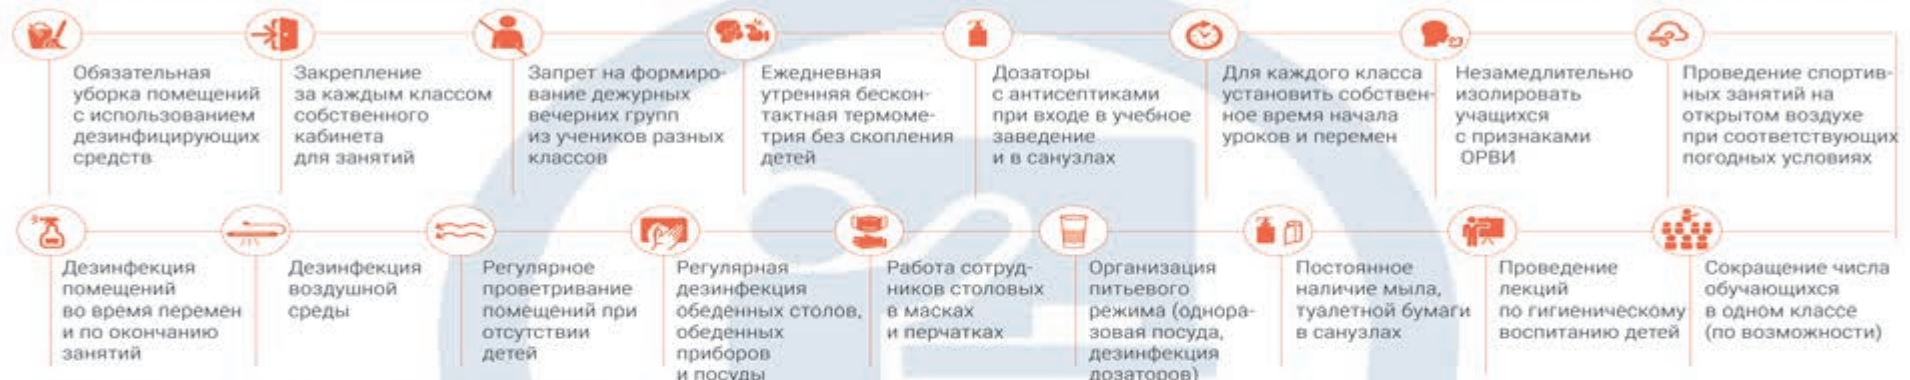 Обязательная
уборка помещений
с использованием
дезинфицирующих
средств
Закрепление
за каждым классом
собственного
кабинета
для занятий
Запрет на формиро-
вание дежурных
вечерних групп
из учеников разных
классов
Ежедневная
утренняя бескон-
тактная термоме-
трия без скопления
детей
Дозаторы
с антисептиками
при входе в учебное
заведение
и в санузлах
Для каждого класса
установить собствен-
ное время начала
уроков и перемен
Незамедлительно
изолировать
учащихся
с признаками
ОРВИ
Проведение спортив-
ных занятий на
открытом воздухе
при соответствующих
погодных условиях
Дезинфекция
помещений
во время перемен
и по окончанию
занятий
Дезинфекция
воздушной
среды
Регулярное
проветривание
помещений при
отсутствии
детей
Регулярная
дезинфекция
обеденных столов,
обеденных
приборов
и посуды
Работа сотруд-
ников столовых
в масках
и перчатках
Организация
питьевого
режима (однора-
зовая посуда,
дезинфекция
дозаторов)
Постоянное
наличие мыла,
туалетной бумаги
в санузлах
Проведение
лекций
по гигиеническому
воспитанию детей
Сокращение числа
обучающихся
в одном классе
(по возможности)